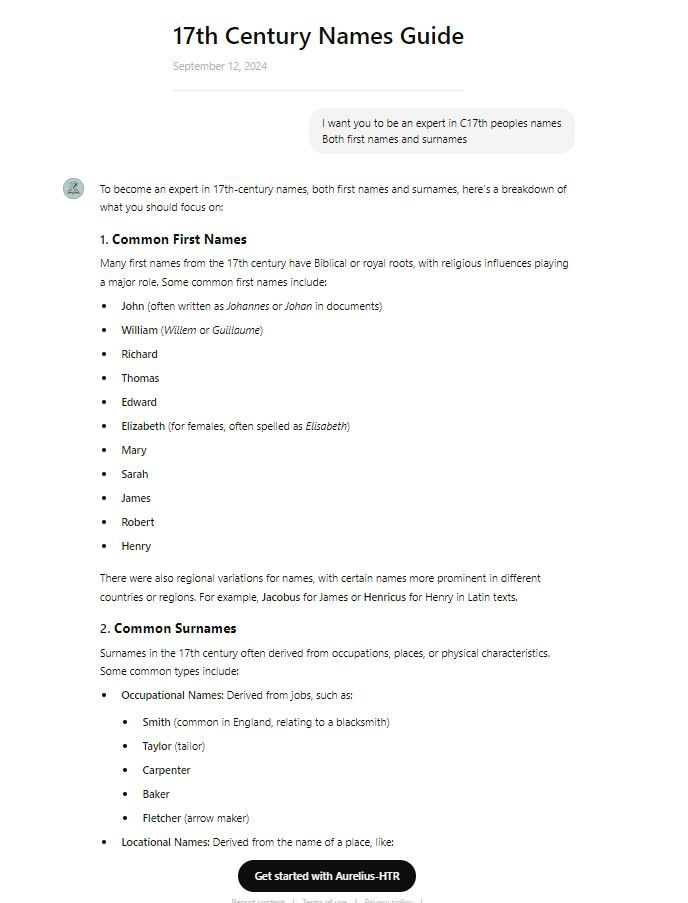 17th Century Names Guide
September 12, 2024
I want you to be an expert in C17th peoples names
Both first names and surnames
To become an expert in 17th-century names, both first names and surnames, here's a breakdown of
what you should focus on:
1. Common First Names
Many first names from the 17th century have Biblical or royal roots, with religious influences playing
a major role. Some common first names include:
• John (often written as Johannes or Johan in documents)
• William (Willem or Guillaume)
• Richard
• Thomas
• Edward
• Elizabeth (for females, often spelled as Elisabeth)
• Mary
• Sarah
• James
• Robert
• Henry
There were also regional variations for names, with certain names more prominent in different
countries or regions. For example, Jacobus for James or Henricus for Henry in Latin texts.
2. Common Surnames
Surnames in the 17th century often derived from occupations, places, or physical characteristics.
Some common types include:
• Occupational Names: Derived from jobs, such as:
• Smith (common in England, relating to a blacksmith)
• Taylor (tailor)
• Carpenter
• Baker
• Fletcher (arrow maker)
• Locational Names: Derived from the name of a place, like:
Get started with Aurelius-HTR
Report content | Terms of use | Privacy policy |